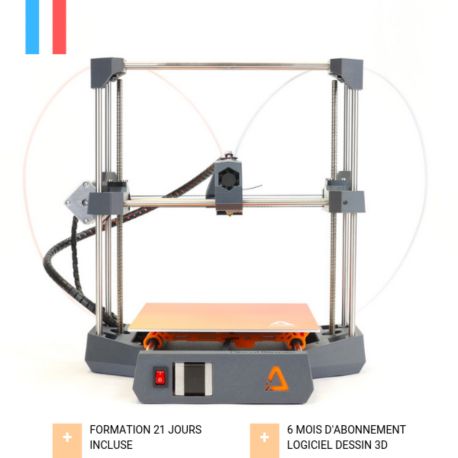 + FORMATION 21 JOURS
INCLUSE
+ 6 MOIS D'ABONNEMENT
LOGICIEL DESSIN 3D